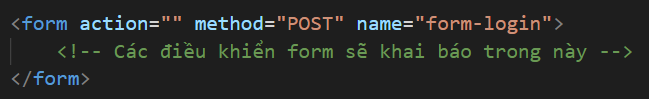 <form action="" method="POST" name="form-login">
<!-- Các điều khiển form sẽ khai báo trong này -->
</form>